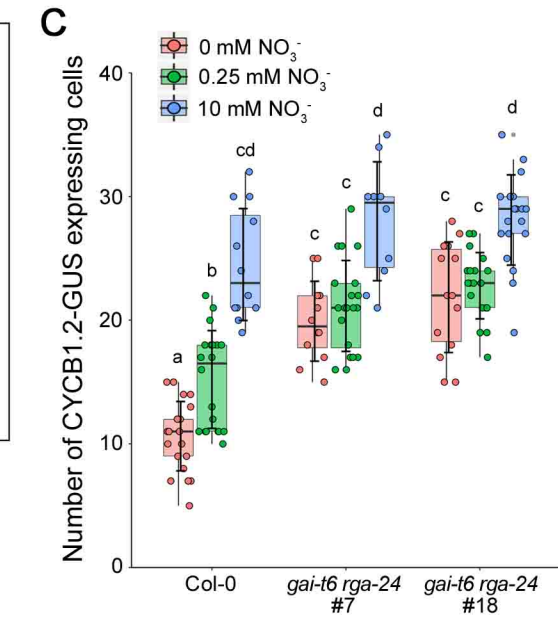 C
0 mM NO3-
0.25 mM NO3-
10 mM NO3-
Number of CYCB1.2-GUS expressing cells
40
30
20
10
0
a
b
cd
c
c
d
c
c
d
Col-0
gai-t6 rga-24
#7
gai-t6 rga-24
#18